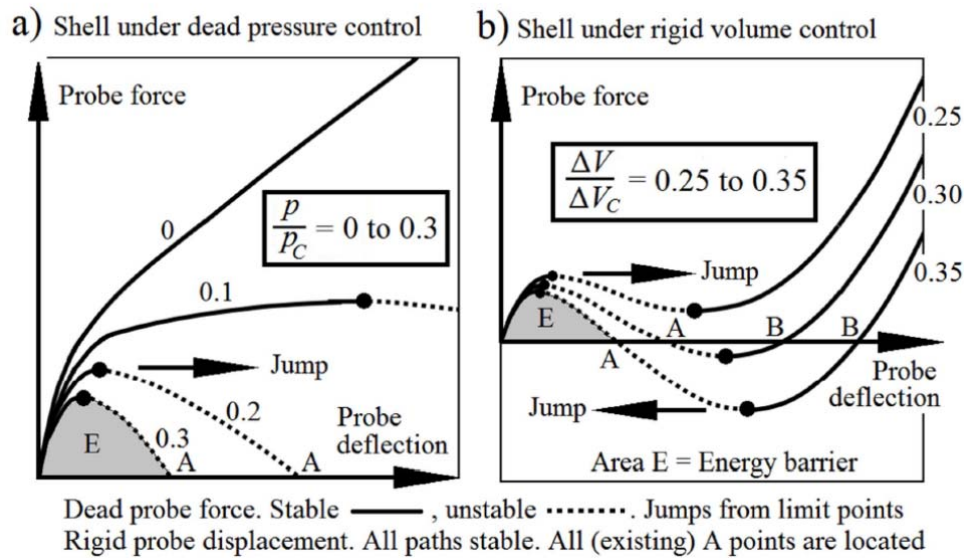 a) Shell under dead pressure control
Probe force
0
p/p_C = 0 to 0.3
0.1
Jump
0.2
0.3
E
A
A
Probe
deflection
b) Shell under rigid volume control
Probe force
0.25
ΔV/ΔV_C = 0.25 to 0.35
0.30
0.35
Jump
E
A
B
B
A
Probe
deflection
Jump
Area E = Energy barrier
Dead probe force. Stable ——, unstable ········. Jumps from limit points
Rigid probe displacement. All paths stable. All (existing) A points are located